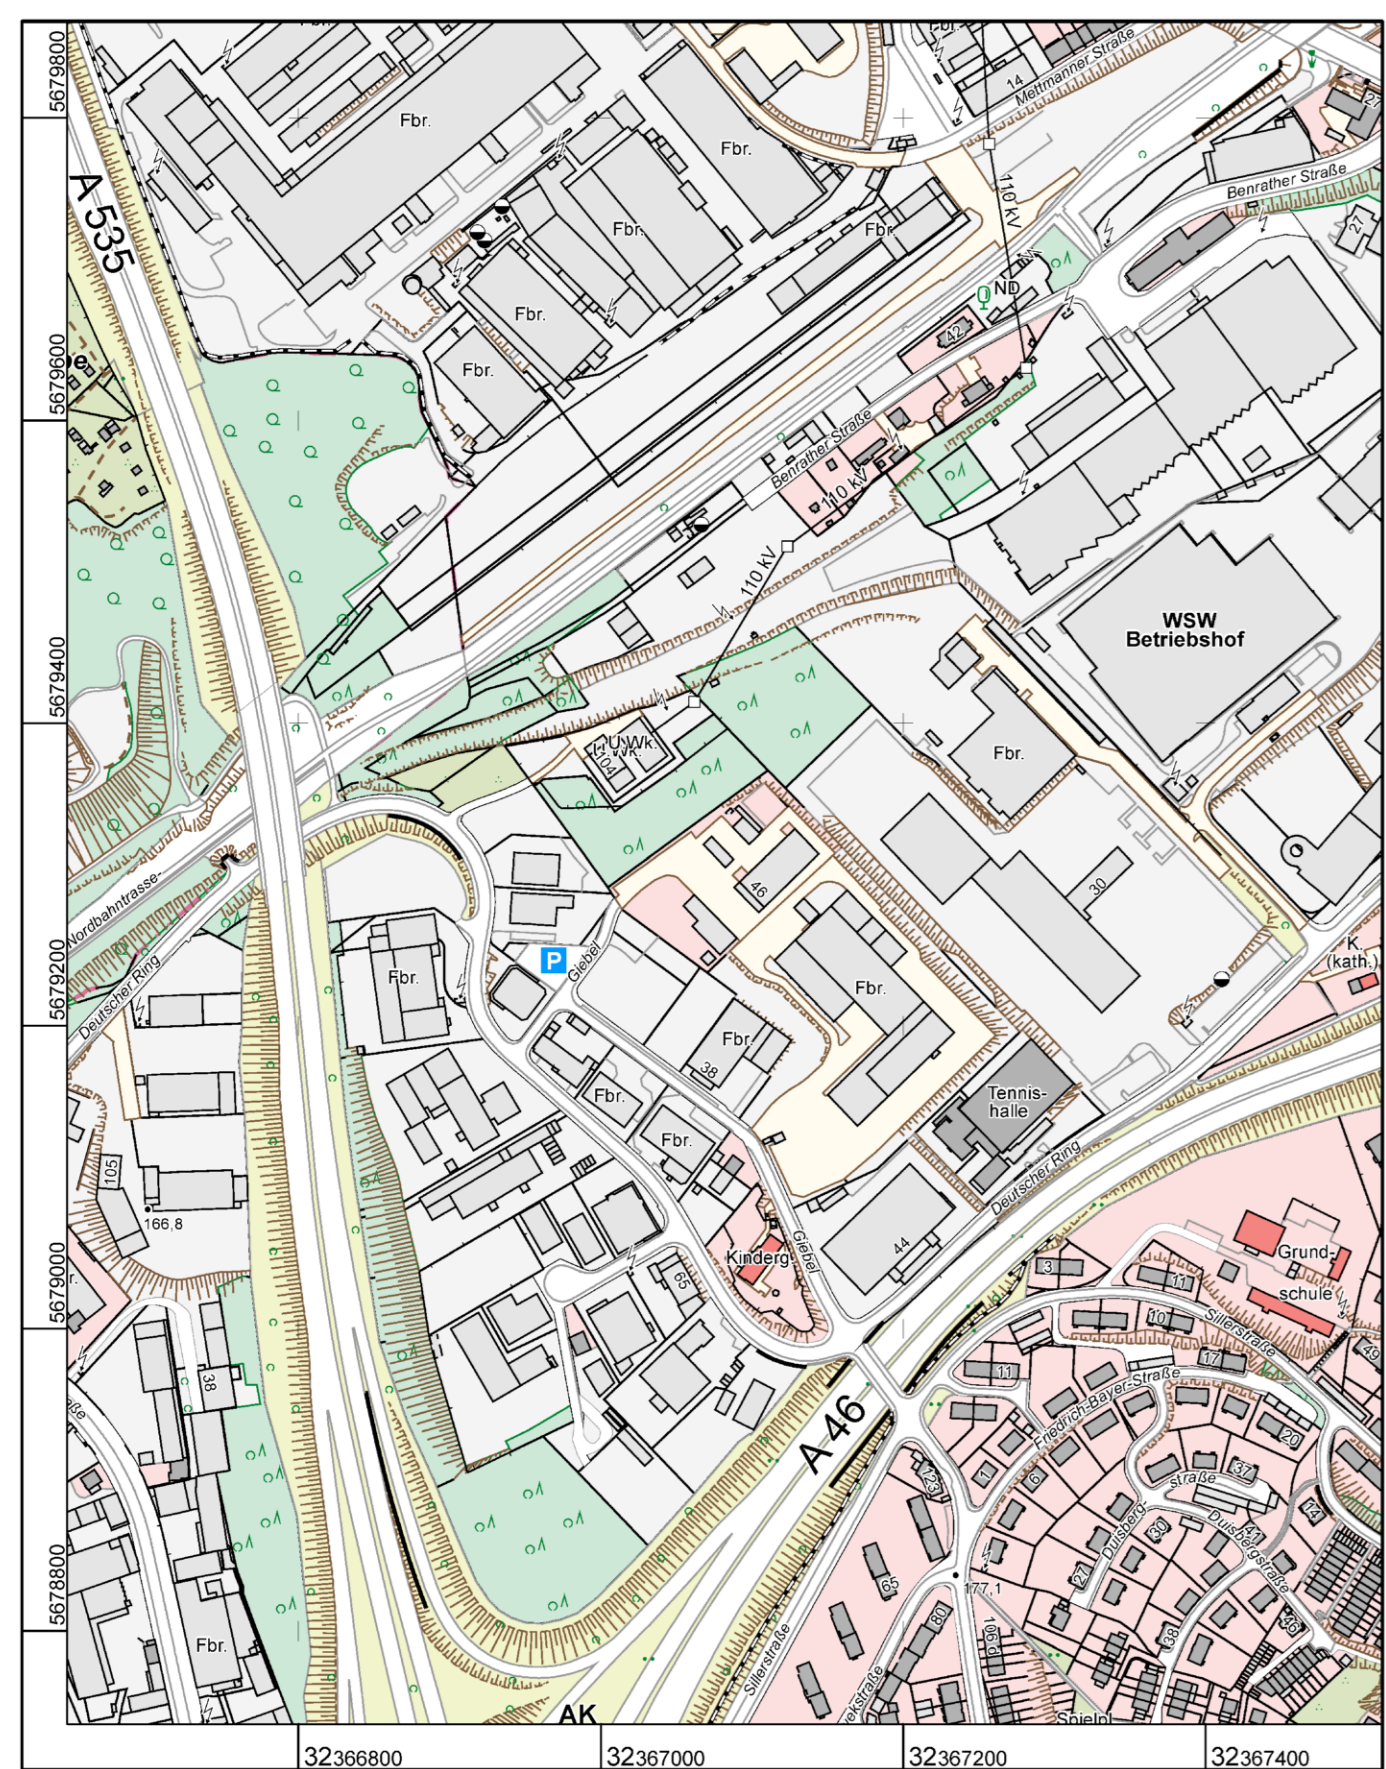 5679800
5679600
5679400
5679200
5679000
5678800
A 535
Fbr.
14
Mettmanner Straße
Fbr.
Fbr.
110 kV
Benrather Straße
27
Fbr.
Fbr
ND
Fbr.
42
Fbr.
Benrather Straße
110 kV
110 kV
WSW
Betriebshof
U.Wk.
104
Fbr.
30
46
Nordbahntrasse
Deutscher Ring
P
Giebel
Fbr.
Fbr.
K.
(kath.)
Fbr.
38
Fbr.
Fbr.
Tennis-
halle
Deutscher Ring
105
166,8
44
Giebel
Kinderg.
65
3
11
Grund-
schule
10
Sillerstraße
17
49
11
Friedrich-Bayer-Straße
38
A 46
20
123
1
6
37
straße
Duisberg-
Duisbergstraße
47
14
30
27
65
177,1
80
106 d
38
46
Fbr.
Sillerstraße
AK
Spielpl
32366800
32367000
32367200
32367400